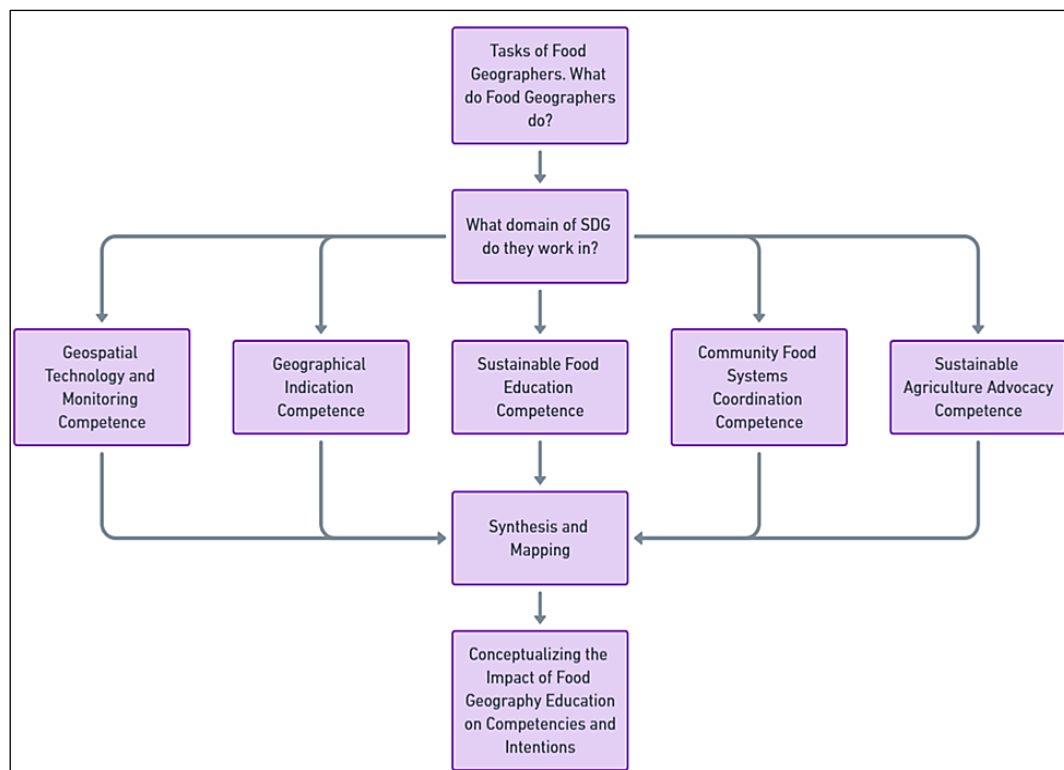 Tasks of Food
Geographers. What
do Food Geographers
do?
What domain of SDG
do they work in?
Geospatial
Technology and
Monitoring
Competence
Geographical
Indication
Competence
Sustainable Food
Education
Competence
Community Food
Systems
Coordination
Competence
Sustainable
Agriculture Advocacy
Competence
Synthesis and
Mapping
Conceptualizing the
Impact of Food
Geography Education
on Competencies and
Intentions